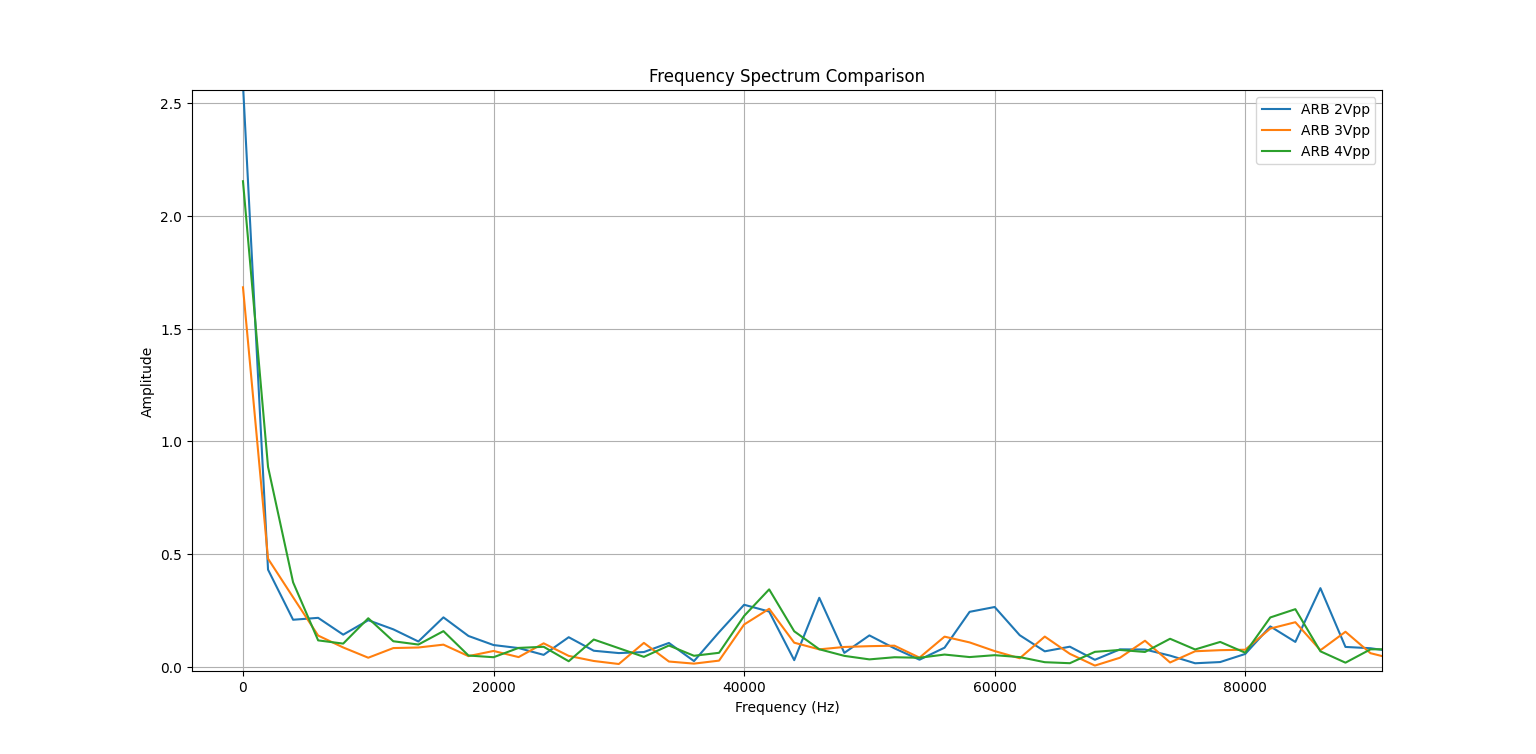 Frequency Spectrum Comparison
ARB 2Vpp
ARB 3Vpp
ARB 4Vpp
2.5
2.0
1.5
1.0
0.5
0.0
Amplitude
0 20000 40000 60000 80000
Frequency (Hz)